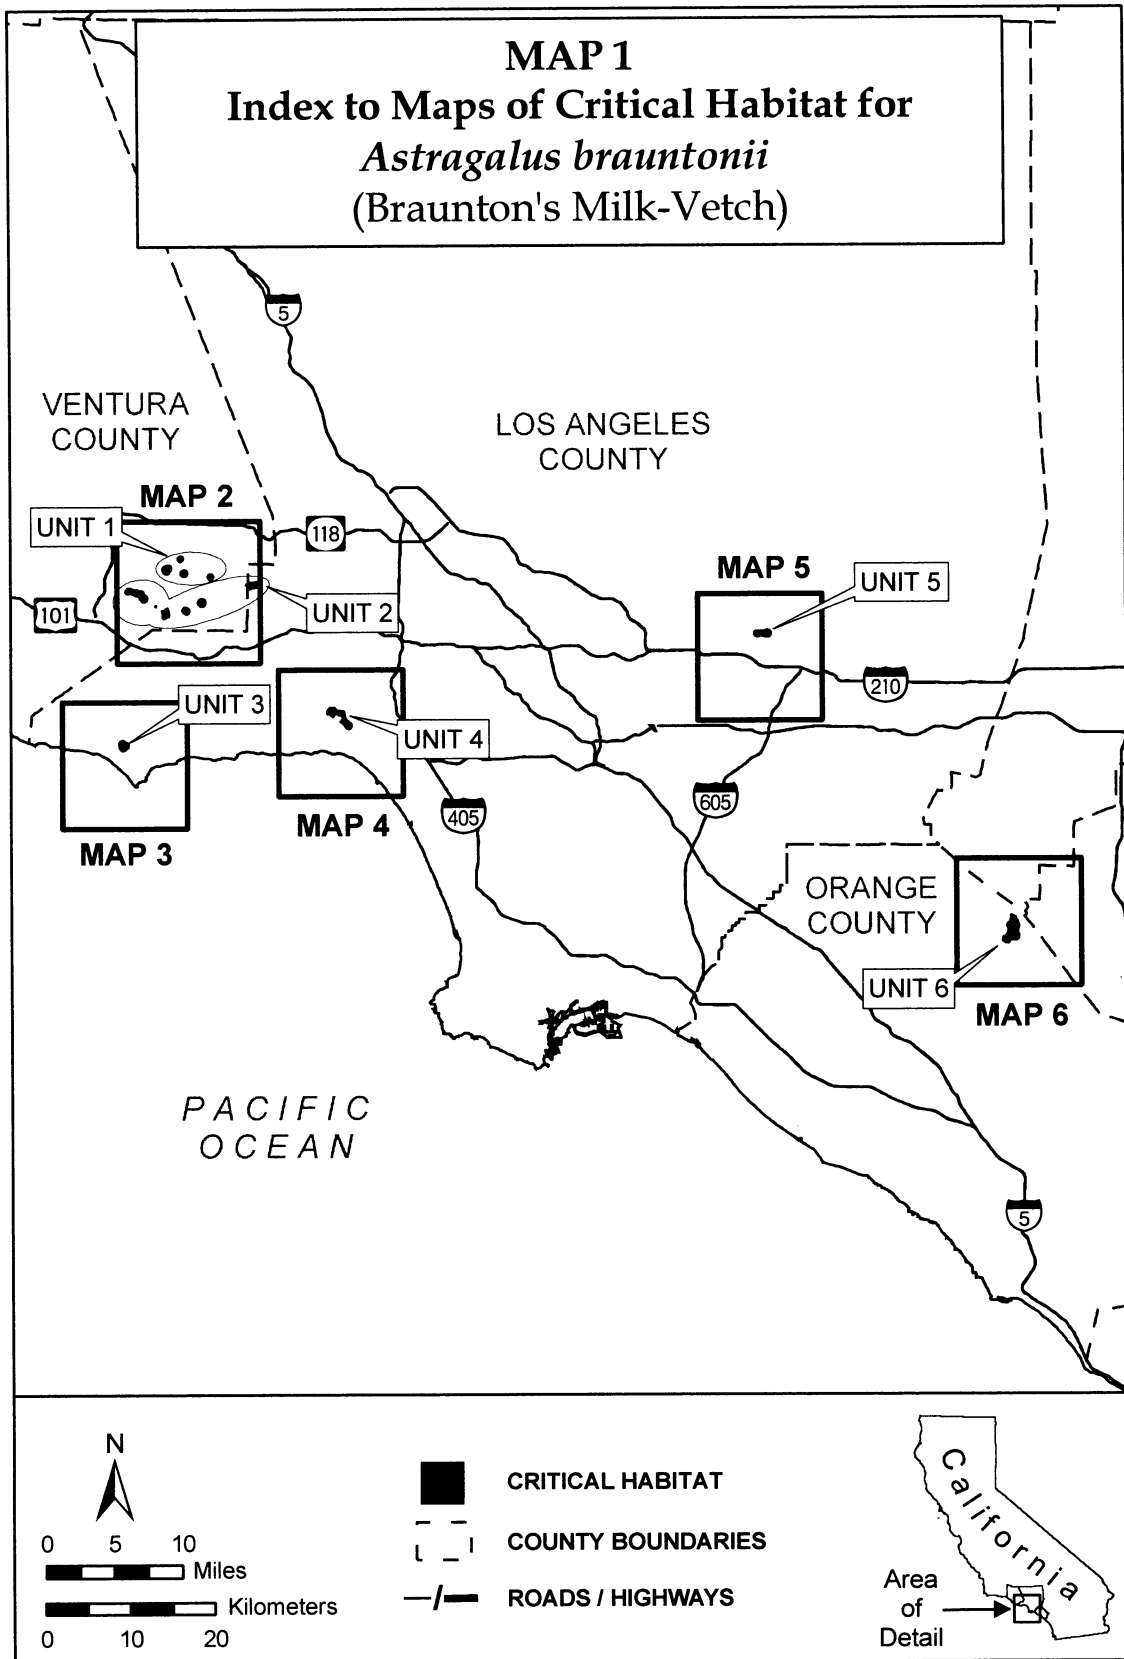 MAP 1
Index to Maps of Critical Habitat for
Astragalus brauntonii
(Braunton's Milk-Vetch)
5
VENTURA
COUNTY
LOS ANGELES
COUNTY
MAP 2
UNIT 1
118
MAP 5
UNIT 5
101
UNIT 2
210
UNIT 3
UNIT 4
MAP 3
MAP 4
405
605
ORANGE
COUNTY
UNIT 6
MAP 6
PACIFIC
OCEAN
5
N
0 5 10
Miles
Kilometers
0 10 20
CRITICAL HABITAT
COUNTY BOUNDARIES
ROADS / HIGHWAYS
California
Area
of
Detail